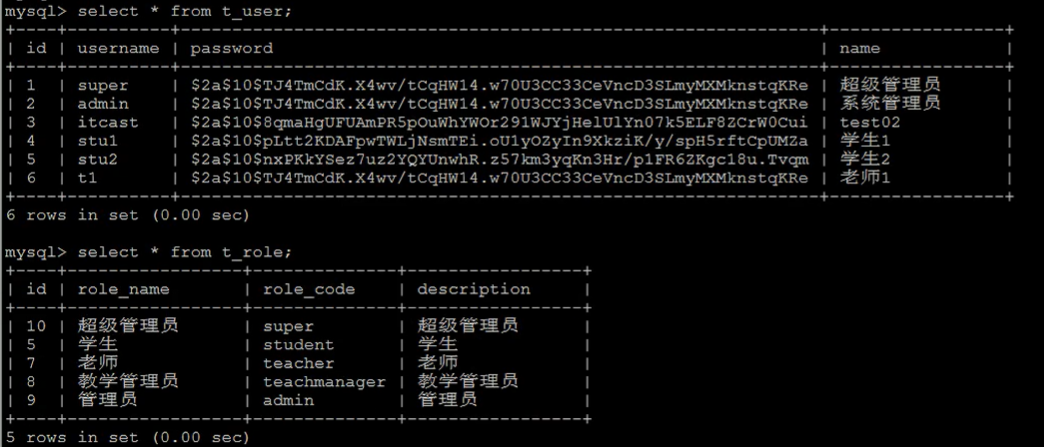 mysql> select * from t_user;
+----+----------+--------------------------------------------------------------+-----------------+
| id | username | password | name |
+----+----------+--------------------------------------------------------------+-----------------+
| 1 | super | $2a$10$TJ4TmCdK.X4wv/tCqHW14.w70U3CC33CeVncD3SLmyMXMknstqKRe | 超级管理员 |
| 2 | admin | $2a$10$TJ4TmCdK.X4wv/tCqHW14.w70U3CC33CeVncD3SLmyMXMknstqKRe | 系统管理员 |
| 3 | itcast | $2a$10$8qmaHgUFUAmPR5pOuWhYWOr291WJYjHelUlYn07k5ELF8ZCrW0Cui | test02 |
| 4 | stu1 | $2a$10$pLtt2KDAFpwTWLjNsmTEi.oU1yOZyIn9XkziK/y/spH5rftCpUMZa | 学生1 |
| 5 | stu2 | $2a$10$nxPKkYSez7uz2YQYUnwhR.z57km3yqKn3Hr/p1FR6ZKgc18u.Tvqm | 学生2 |
| 6 | t1 | $2a$10$TJ4TmCdK.X4wv/tCqHW14.w70U3CC33CeVncD3SLmyMXMknstqKRe | 老师1 |
+----+----------+--------------------------------------------------------------+-----------------+
6 rows in set (0.00 sec)
mysql> select * from t_role;
+----+-----------------+--------------+-----------------+
| id | role_name | role_code | description |
+----+-----------------+--------------+-----------------+
| 10 | 超级管理员 | super | 超级管理员 |
| 5 | 学生 | student | 学生 |
| 7 | 老师 | teacher | 老师 |
| 8 | 教学管理员 | teachmanager | 教学管理员 |
| 9 | 管理员 | admin | 管理员 |
+----+-----------------+--------------+-----------------+
5 rows in set (0.00 sec)